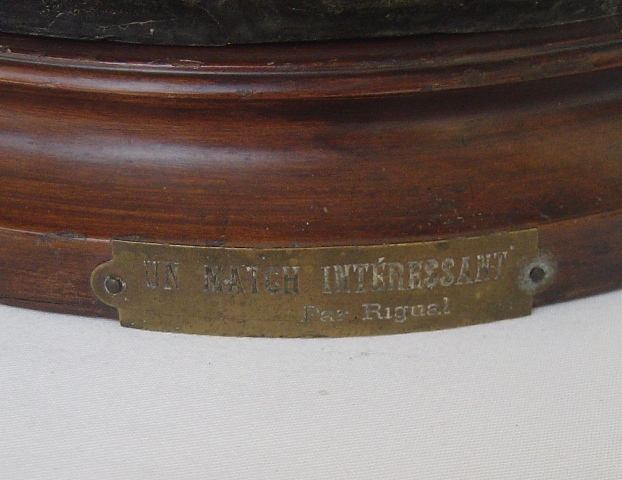 UN MATCH INTÉRESSANT
Par Rigual